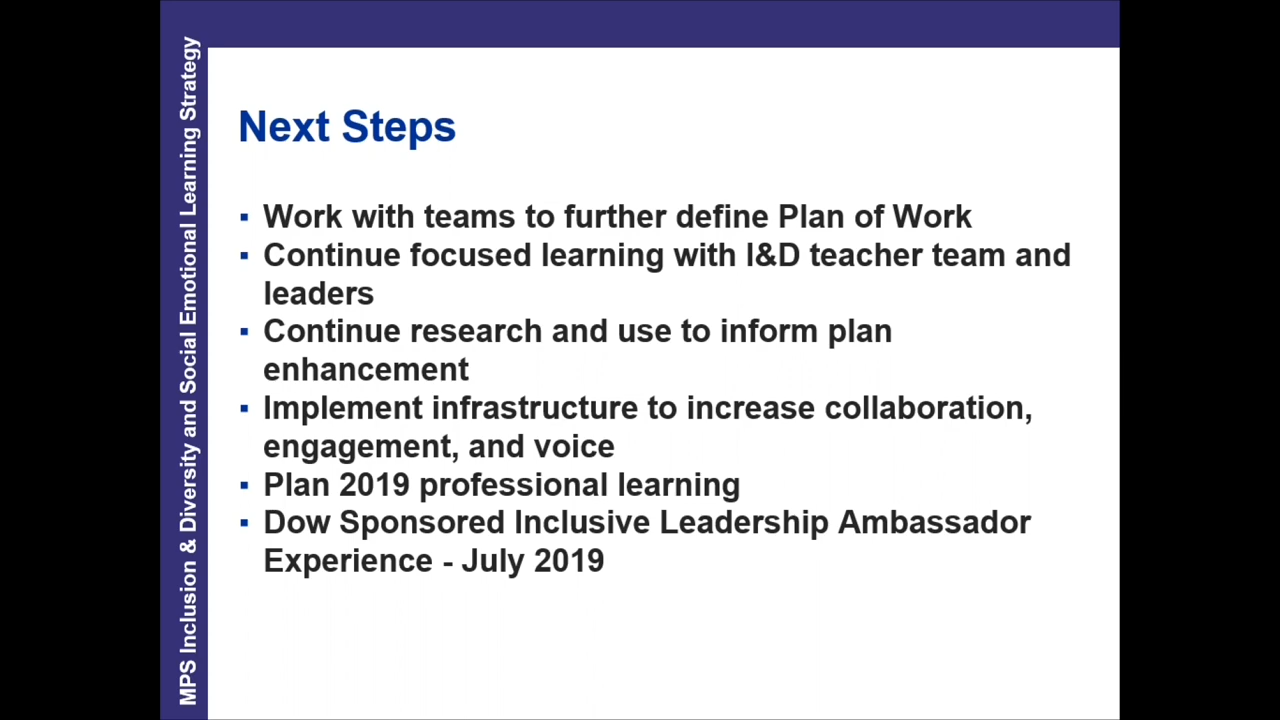 MPS Inclusion & Diversity and Social Emotional Learning Strategy
Next Steps
▪ Work with teams to further define Plan of Work
▪ Continue focused learning with I&D teacher team and
leaders
▪ Continue research and use to inform plan
enhancement
▪ Implement infrastructure to increase collaboration,
engagement, and voice
▪ Plan 2019 professional learning
▪ Dow Sponsored Inclusive Leadership Ambassador
Experience - July 2019